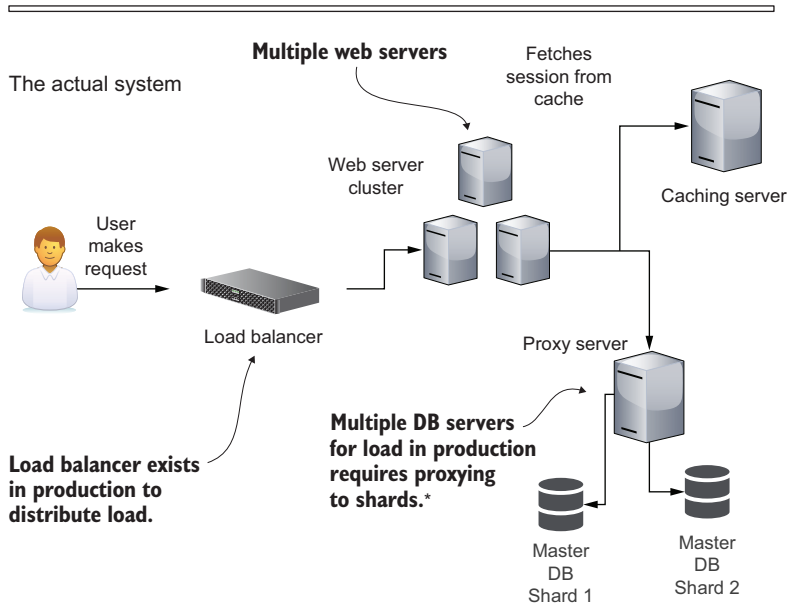 Multiple web servers
Fetches
session from
cache
The actual system
Web server
cluster
Caching server
User
makes
request
Load balancer
Proxy server
Multiple DB servers
for load in production
requires proxying
to shards.*
Load balancer exists
in production to
distribute load.
Master
DB
Shard 1
Master
DB
Shard 2